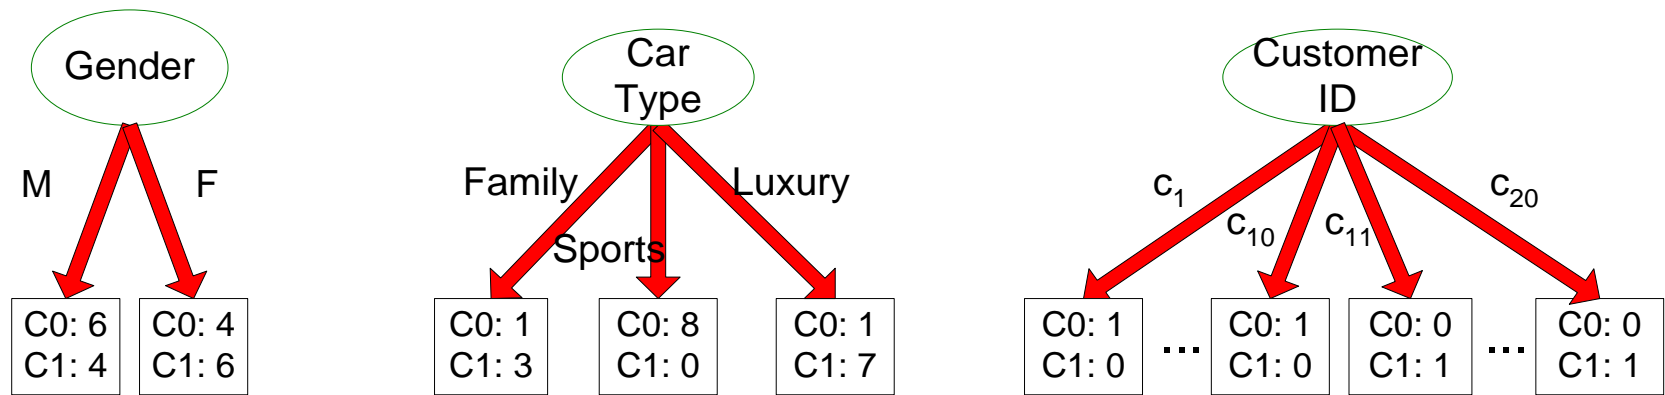 Gender
M
F
C0: 6
C1: 4
C0: 4
C1: 6
Car
Type
Family
Sports
Luxury
C0: 1
C1: 3
C0: 8
C1: 0
C0: 1
C1: 7
Customer
ID
c1
c10
c11
c20
C0: 1
C1: 0
...
C0: 1
C1: 0
C0: 0
C1: 1
...
C0: 0
C1: 1